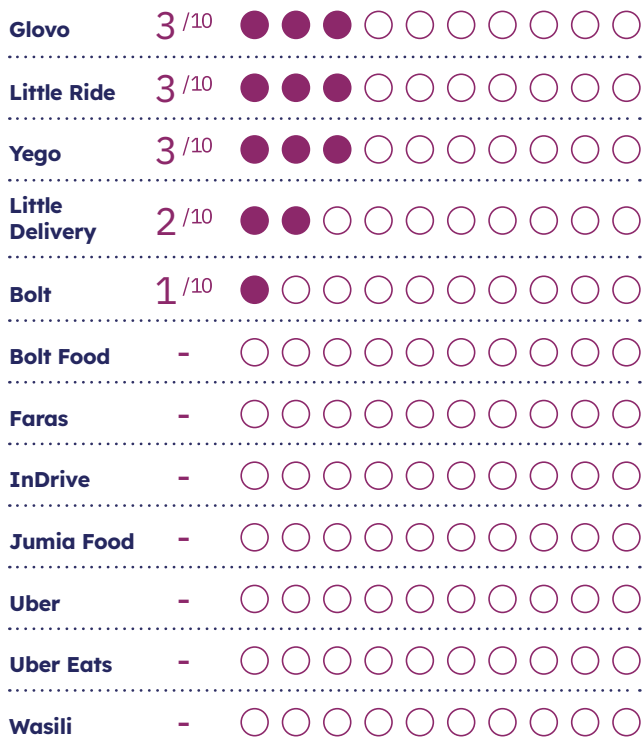 Glovo 3 /10
Little Ride 3 /10
Yego 3 /10
Little
Delivery 2 /10
Bolt 1 /10
Bolt Food -
Faras -
InDrive -
Jumia Food -
Uber -
Uber Eats -
Wasili -